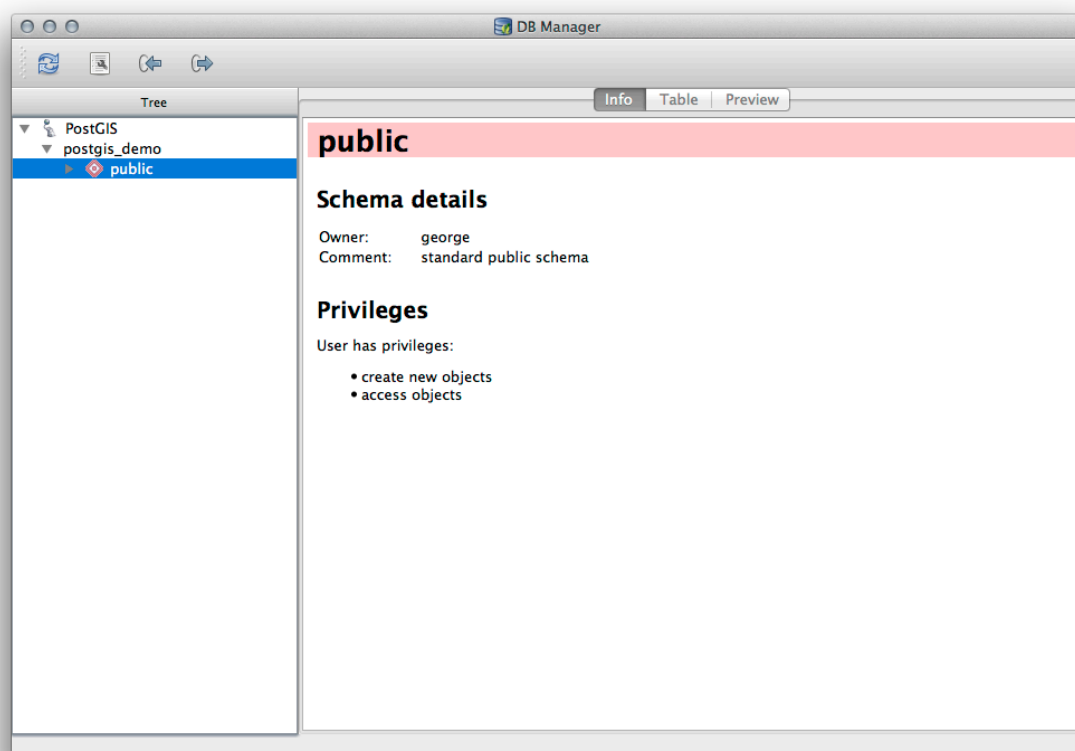 DB Manager
Tree
Info Table Preview
PostGIS
postgis_demo
public
public
Schema details
Owner: george
Comment: standard public schema
Privileges
User has privileges:
• create new objects
• access objects